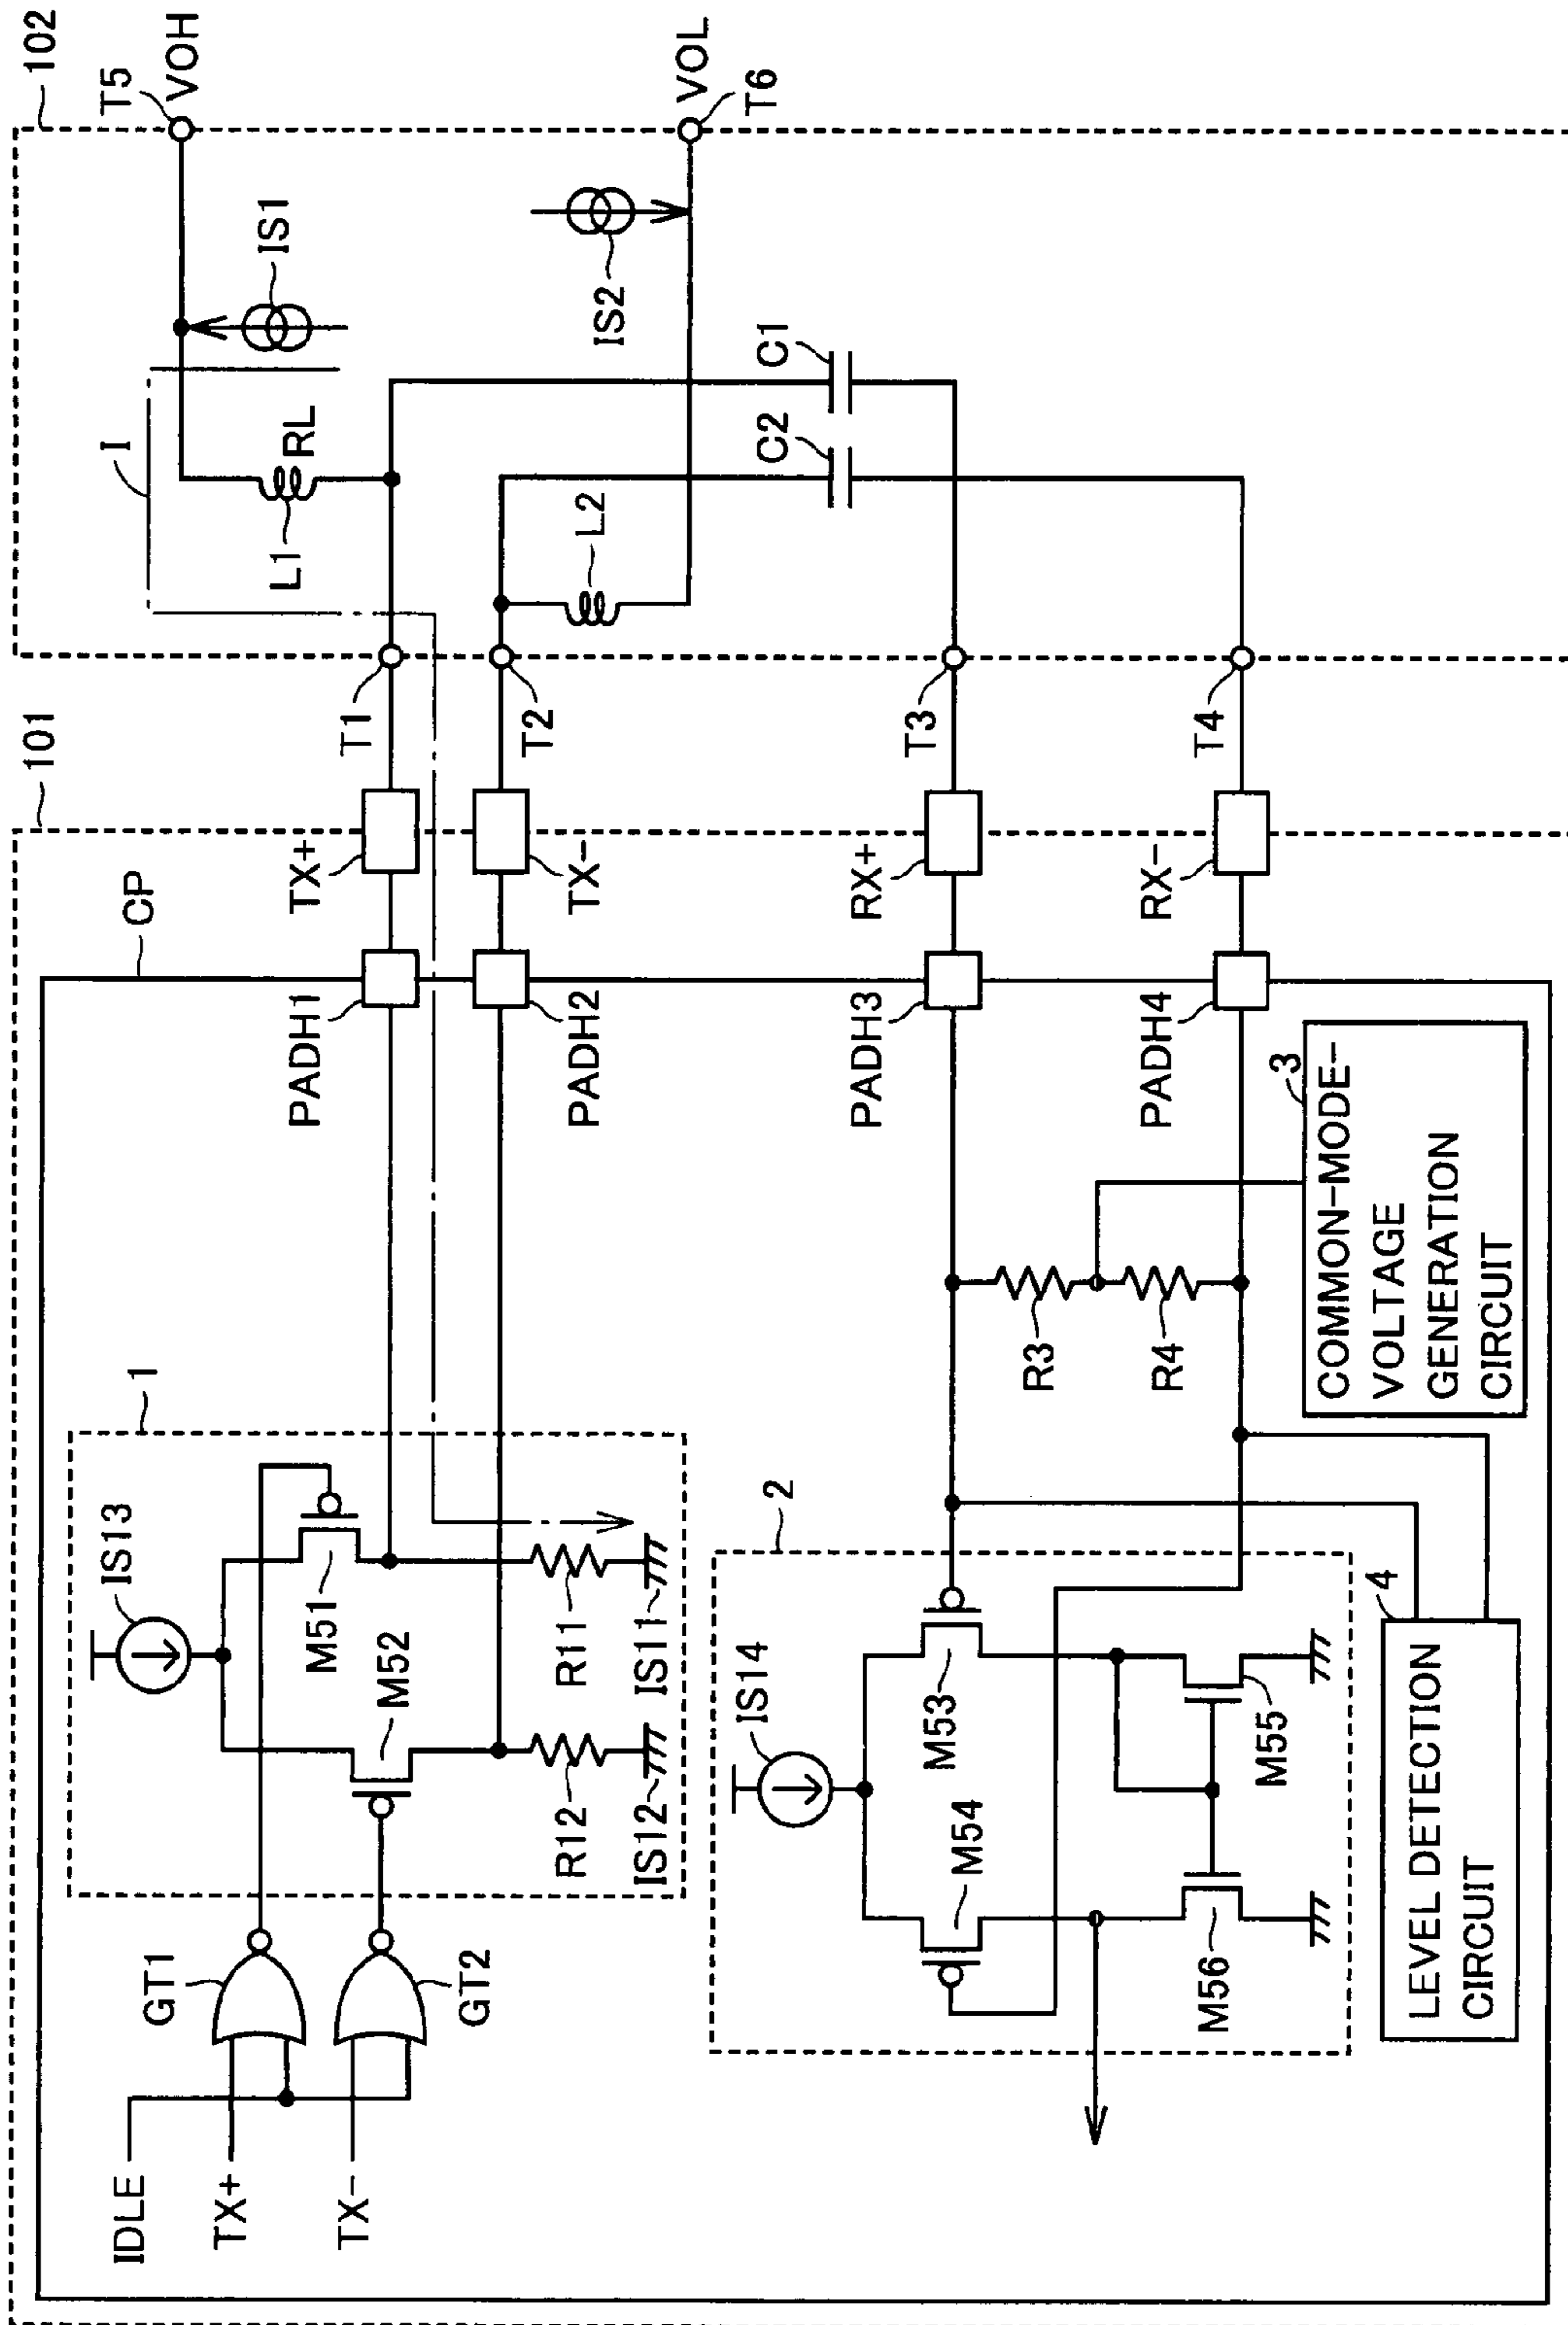 101
102
CP
1
IS13
GT1
IDLE
TX+
TX-
GT2
M51
M52
R11
R12
IS11
IS12
PADH1
PADH2
TX+
TX-
T1
T2
I
L1
RL
IS1
T5
VOH
IS2
VOL
T6
L2
C2
C1
2
IS14
M53
M54
M55
M56
R3
R4
PADH3
PADH4
RX+
RX-
T3
T4
3
COMMON-MODE-
VOLTAGE
GENERATION
CIRCUIT
4
LEVEL DETECTION
CIRCUIT